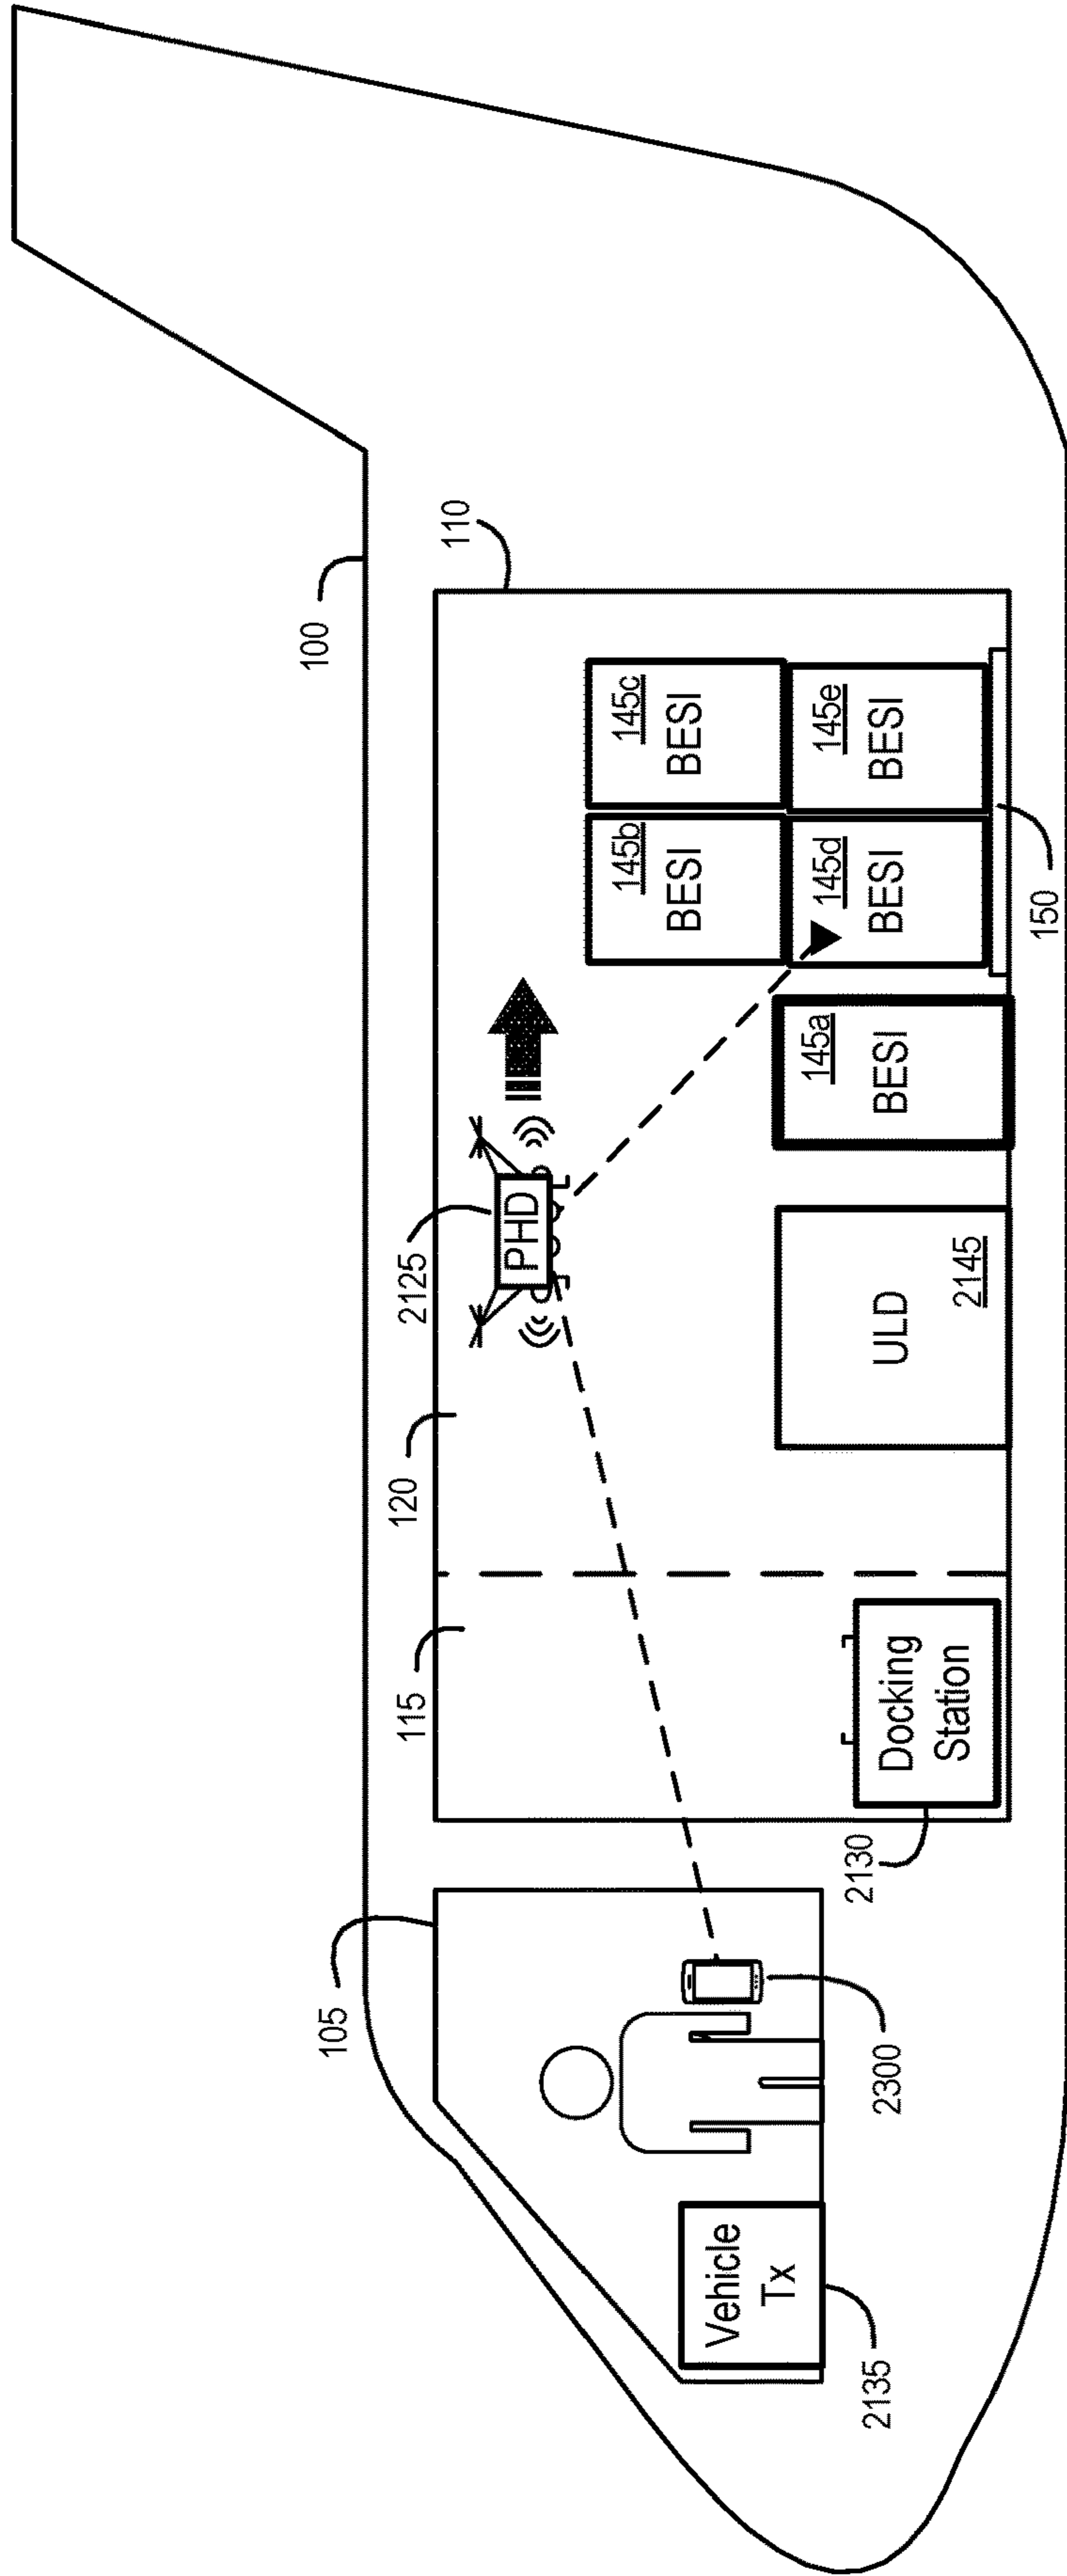 100
110
105
115
120
2125
PHD
145b
BESI
145c
BESI
145d
BESI
145e
BESI
145a
BESI
ULD
2145
150
Docking
Station
2130
2300
Vehicle
Tx
2135